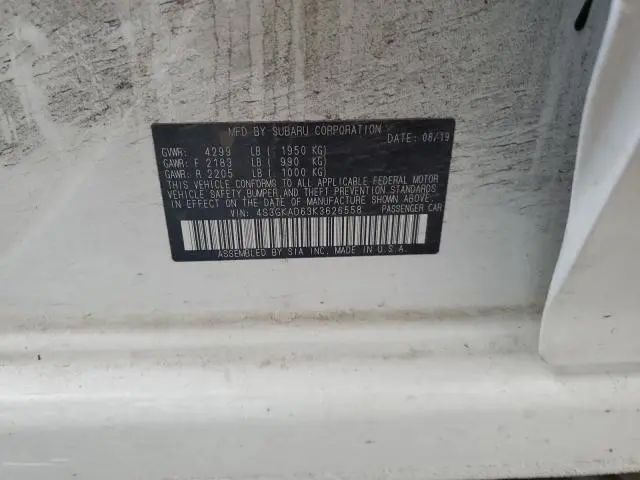 MFD BY SUBARU CORPORATION DATE: 08/19
GVWR: 4299 LB ( 1950 KG)
GAWR: F 2183 LB ( 990 KG)
GAWR: R 2205 LB ( 1000 KG)
THIS VEHICLE CONFORMS TO ALL APPLICABLE FEDERAL MOTOR
VEHICLE SAFETY, BUMPER, AND THEFT PREVENTION STANDARDS
IN EFFECT ON THE DATE OF MANUFACTURE SHOWN ABOVE.
VIN: 4S3GKAD63K3626558 PASSENGER CAR
ASSEMBLED BY SIA INC. MADE IN U.S.A.